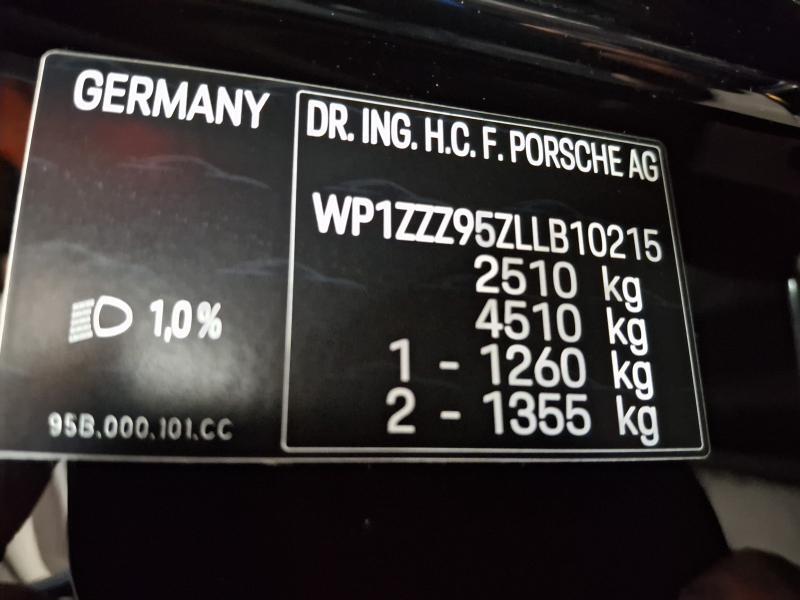 GERMANY
DR. ING. H.C. F. PORSCHE AG
WP1ZZZ95ZLLB10215
2510 kg
4510 kg
1 - 1260 kg
2 - 1355 kg
1,0%
95B.000.101.CC